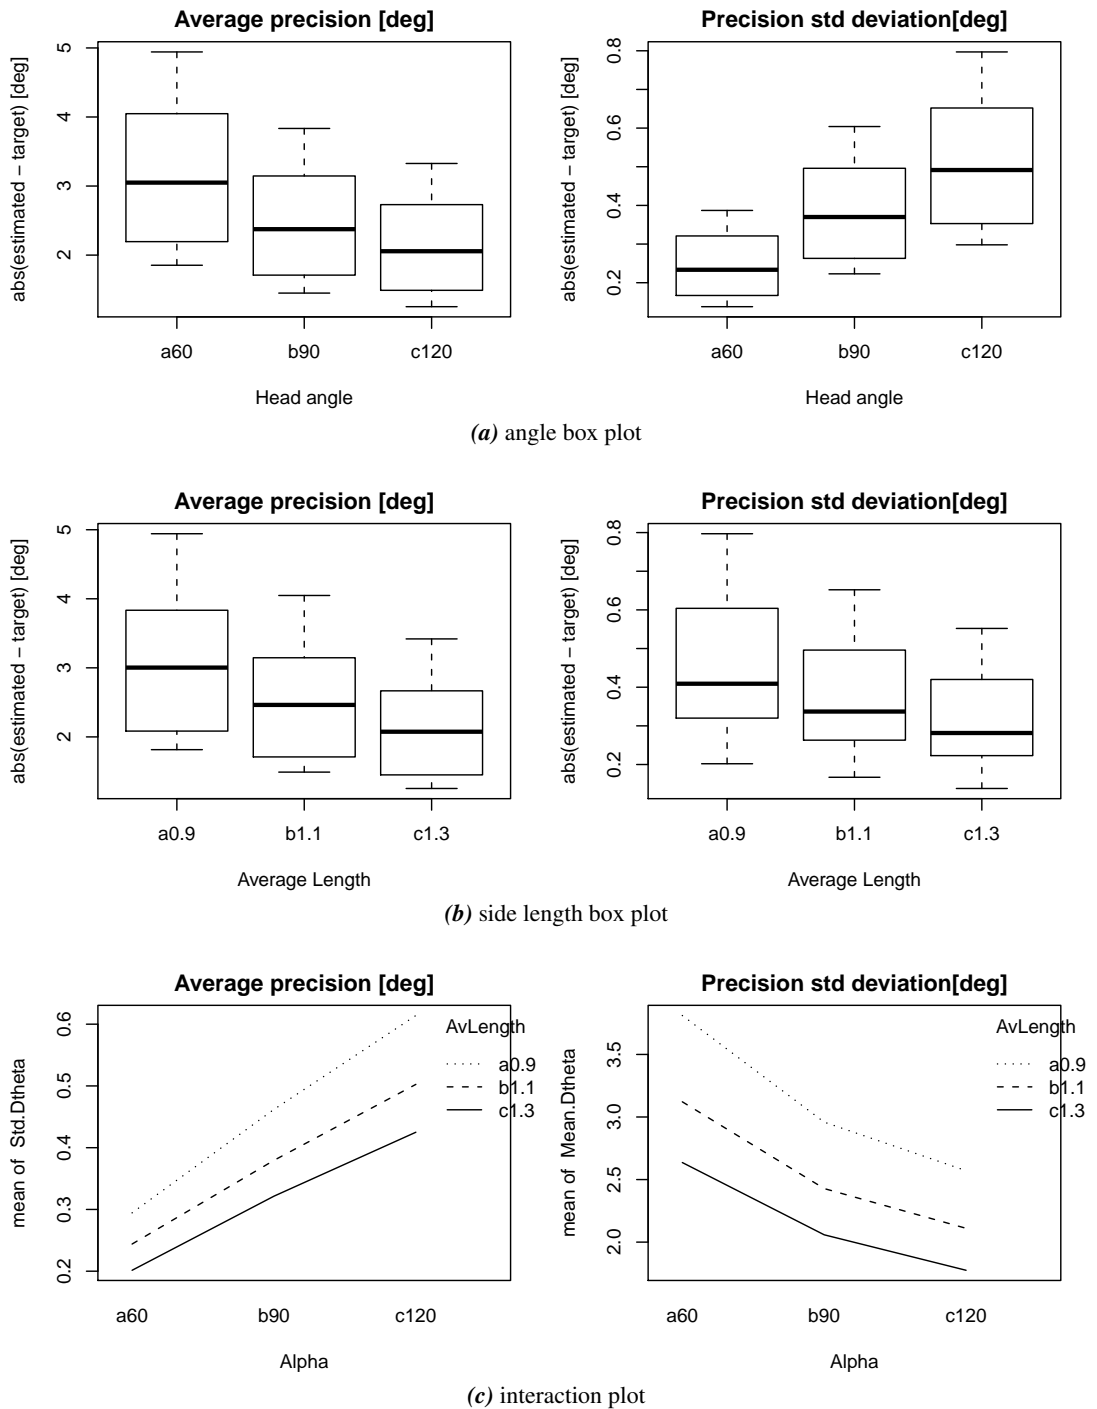 Average precision [deg]
Precision std deviation[deg]
abs(estimated − target) [deg]
5
4
3
2
a60 b90 c120
Head angle
abs(estimated − target) [deg]
0.8
0.6
0.4
0.2
a60 b90 c120
Head angle
(a) angle box plot
Average precision [deg]
Precision std deviation[deg]
abs(estimated − target) [deg]
5
4
3
2
a0.9 b1.1 c1.3
Average Length
abs(estimated − target) [deg]
0.8
0.6
0.4
0.2
a0.9 b1.1 c1.3
Average Length
(b) side length box plot
Average precision [deg]
Precision std deviation[deg]
mean of Std.Dtheta
0.6
0.5
0.4
0.3
0.2
AvLength
a0.9
b1.1
c1.3
a60 b90 c120
Alpha
mean of Mean.Dtheta
3.5
3.0
2.5
2.0
AvLength
a0.9
b1.1
c1.3
a60 b90 c120
Alpha
(c) interaction plot